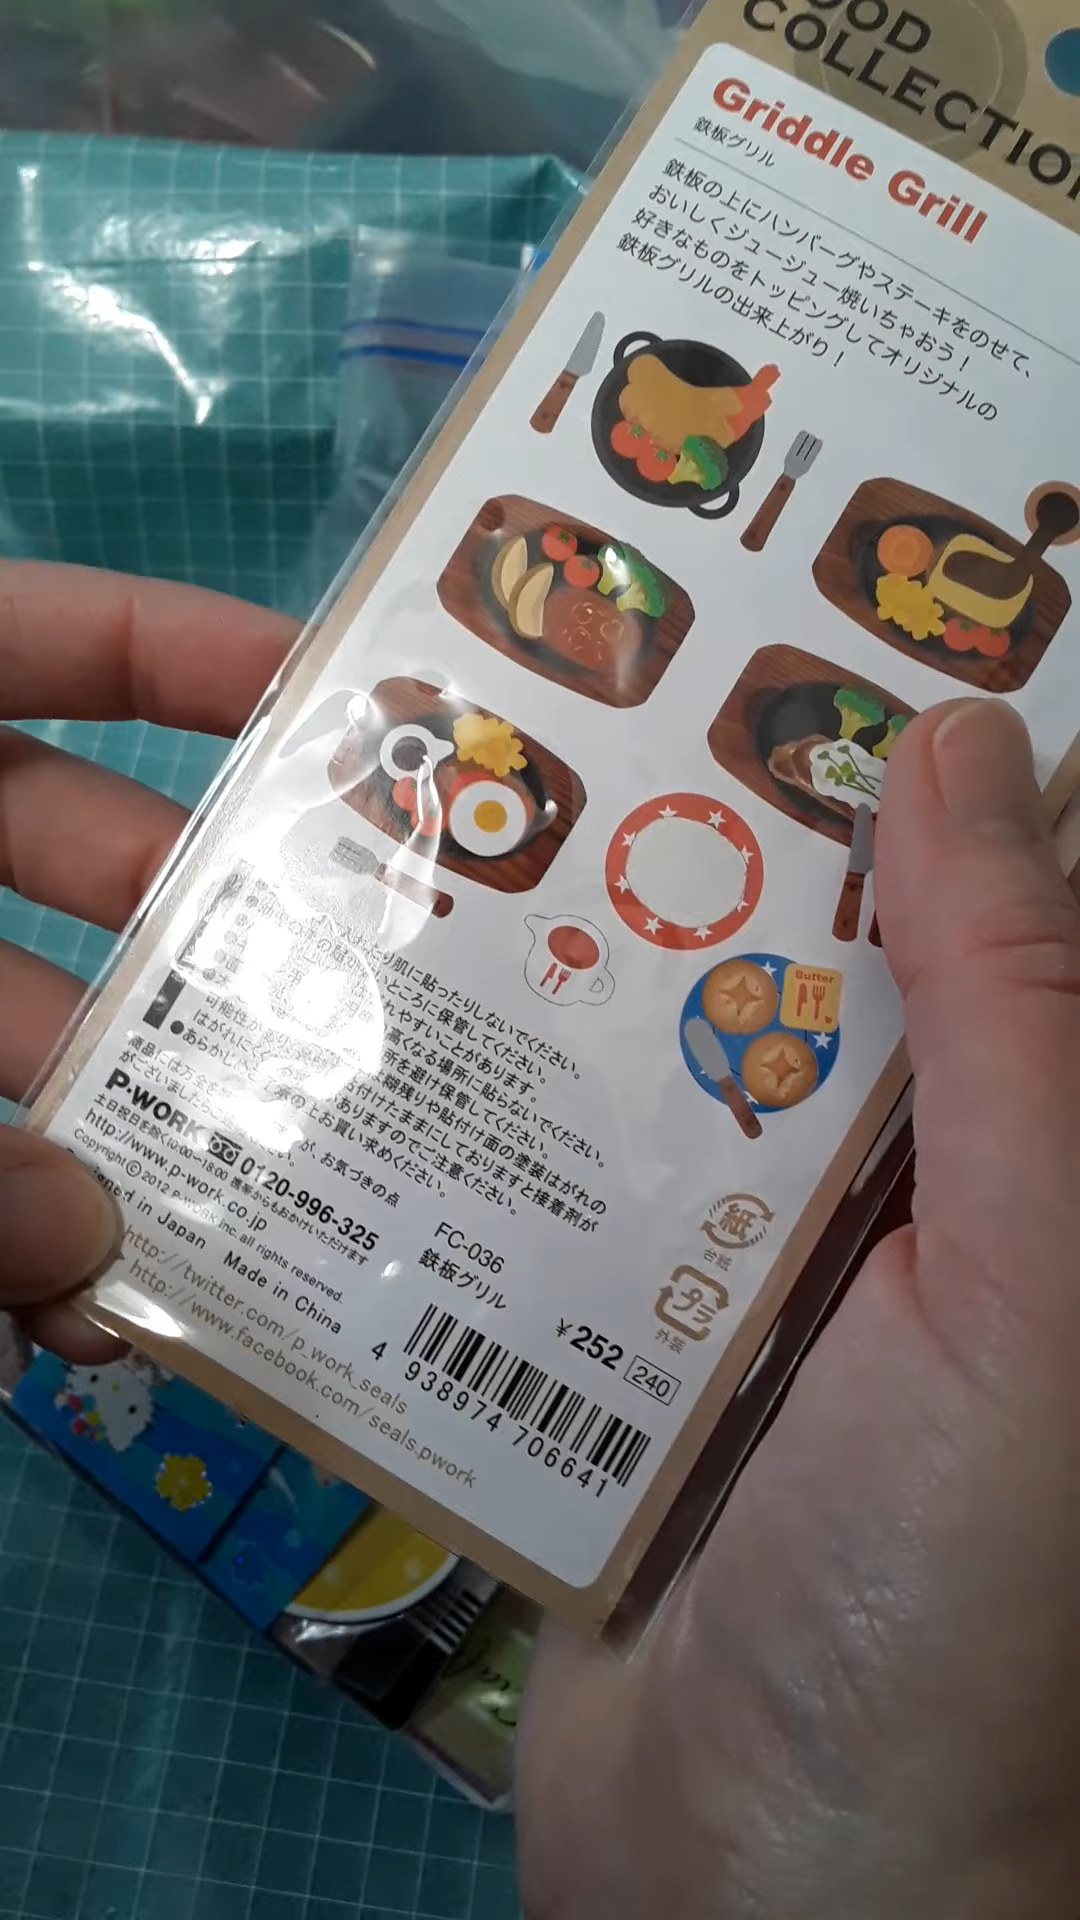 FOOD
COLLECTION
Griddle Grill
鉄板グリル
鉄板の上にハンバーグやステーキをのせて、
おいしくジュージュー焼いちゃおう！
好きなものをトッピングしてオリジナルの
鉄板グリルの出来上がり！
Butter
たり肌に貼ったりしないでください。
ところに保管してください。
れやすいことがあります。
高くなる場所に貼らないでください。
所を避け保管してください。
糊残りや貼付け面の塗装はがれの
可能性が
貼付けたままにしておりますと接着剤が
はがれにくく
ありますのでご注意ください。
あらかじめ
の上お買い求めください。
商品には万全を
が、お気づきの点
がございましたら
P·WORK 0120-996-325
土日祝日を除く10:00〜18:00 携帯からもおかけいただけます
http://www.p-work.co.jp
Copyright © 2012 P-WORK inc. all rights reserved.
in Japan Made in China
http://twitter.com/p_work_seals
http://www.facebook.com/seals.pwork
FC-036
鉄板グリル
¥252 240
4 938974 706641
紙
台紙
プラ
外装